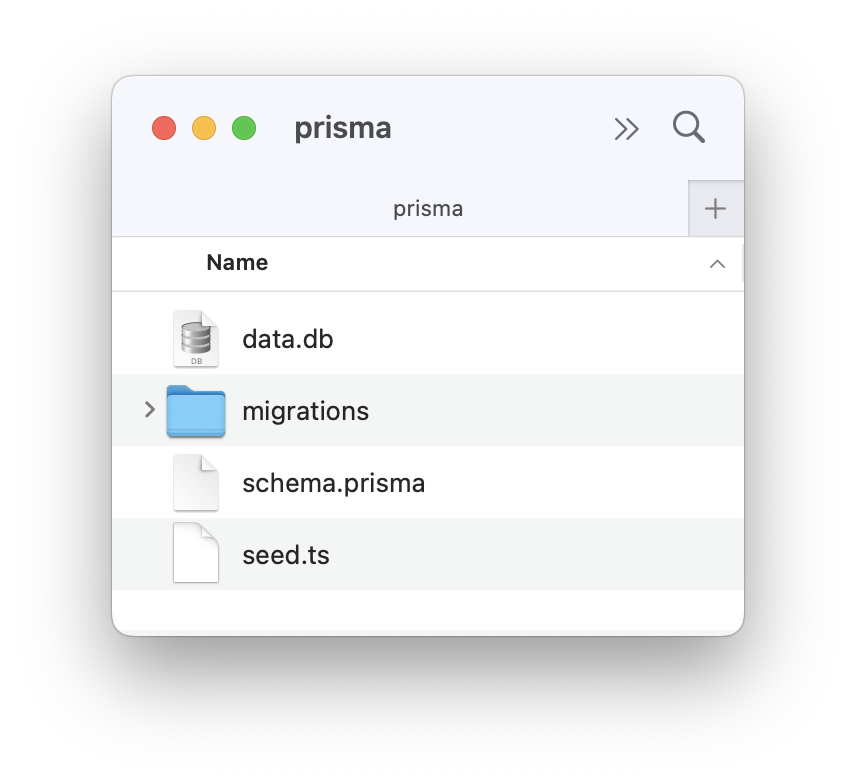 prisma
prisma
Name
DB
data.db
migrations
schema.prisma
seed.ts